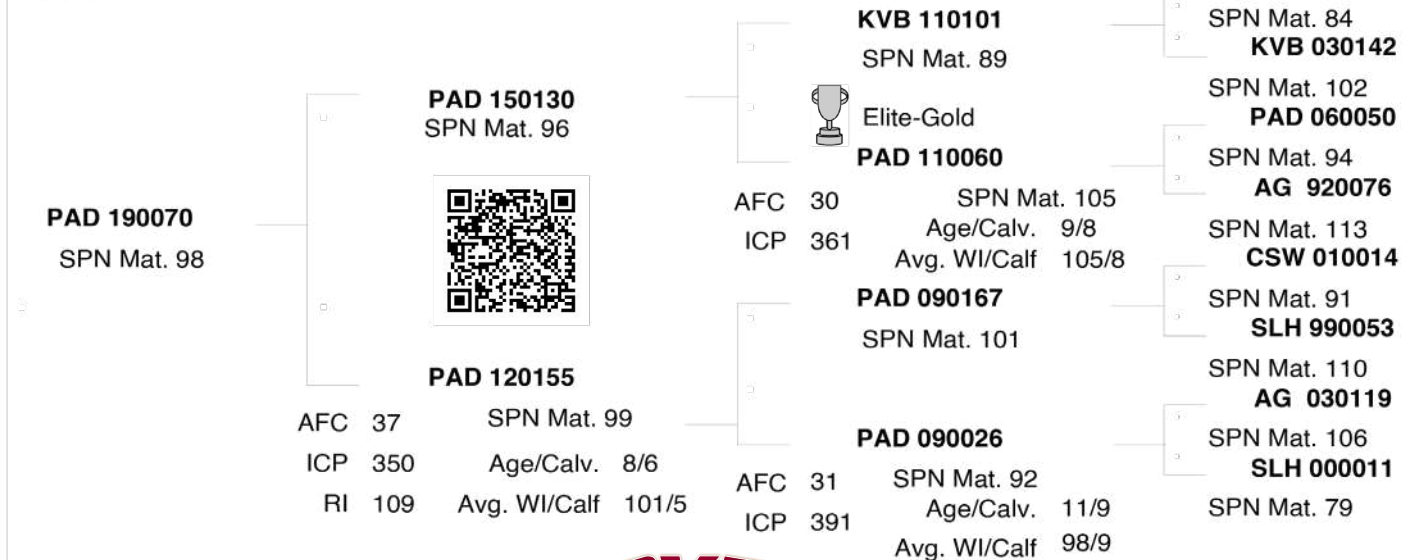 PAD 190070
SPN Mat. 98
PAD 150130
SPN Mat. 96
PAD 120155
AFC 37 SPN Mat. 99
ICP 350 Age/Calv. 8/6
RI 109 Avg. WI/Calf 101/5
KVB 110101
SPN Mat. 89
Elite-Gold
PAD 110060
AFC 30 SPN Mat. 105
ICP 361 Age/Calv. 9/8
Avg. WI/Calf 105/8
PAD 090167
SPN Mat. 101
PAD 090026
AFC 31 SPN Mat. 92
ICP 391 Age/Calv. 11/9
Avg. WI/Calf 98/9
SPN Mat. 84
KVB 030142
SPN Mat. 102
PAD 060050
SPN Mat. 94
AG 920076
SPN Mat. 113
CSW 010014
SPN Mat. 91
SLH 990053
SPN Mat. 110
AG 030119
SPN Mat. 106
SLH 000011
SPN Mat. 79